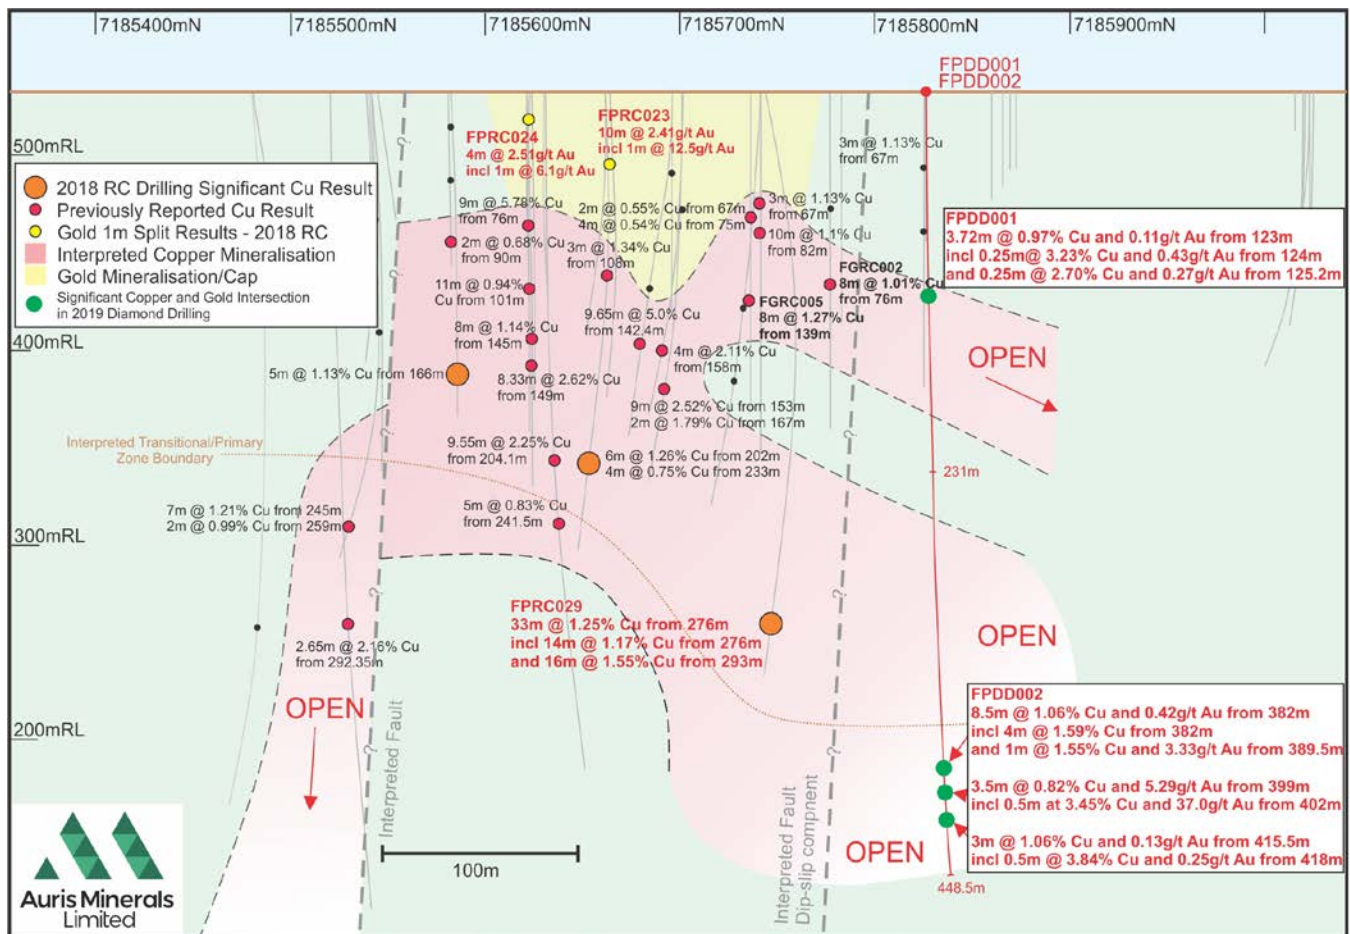 7185400mN
7185500mN
7185600mN
7185700mN
7185800mN
7185900mN
FPDD001
FPDD002
500mRL
400mRL
300mRL
200mRL
2018 RC Drilling Significant Cu Result
Previously Reported Cu Result
Gold 1m Split Results - 2018 RC
Interpreted Copper Mineralisation
Gold Mineralisation/Cap
Significant Copper and Gold Intersection
in 2019 Diamond Drilling
FPRC024
4m @ 2.51g/t Au
incl 1m @ 6.1g/t Au
FPRC023
10m @ 2.41g/t Au
incl 1m @ 12.5g/t Au
3m @ 1.13% Cu
from 67m
FPDD001
3.72m @ 0.97% Cu and 0.11g/t Au from 123m
incl 0.25m@ 3.23% Cu and 0.43g/t Au from 124m
and 0.25m @ 2.70% Cu and 0.27g/t Au from 125.2m
9m @ 5.78% Cu
from 76m
2m @ 0.68% Cu
from 90m
2m @ 0.55% Cu from 67m
4m @ 0.54% Cu from 75m
3m @ 1.13% Cu
from 67m
10m @ 1.1% Cu
from 82m
3m @ 1.34% Cu
from 108m
11m @ 0.94%
Cu from 101m
FGRC002
8m @ 1.01% Cu
from 76m
FGRC005
8m @ 1.27% Cu
from 139m
9.65m @ 5.0% Cu
from 142.4m
8m @ 1.14% Cu
from 145m
4m @ 2.11% Cu
from 158m
5m @ 1.13% Cu from 166m
8.33m @ 2.62% Cu
from 149m
9m @ 2.52% Cu from 153m
2m @ 1.79% Cu from 167m
OPEN
Interpreted Transitional/Primary
Zone Boundary
9.55m @ 2.25% Cu
from 204.1m
6m @ 1.26% Cu from 202m
4m @ 0.75% Cu from 233m
231m
7m @ 1.21% Cu from 245m
2m @ 0.99% Cu from 259m
5m @ 0.83% Cu
from 241.5m
FPRC029
33m @ 1.25% Cu from 276m
incl 14m @ 1.17% Cu from 276m
and 16m @ 1.55% Cu from 293m
2.65m @ 2.16% Cu
from 292.35m
OPEN
OPEN
FPDD002
8.5m @ 1.06% Cu and 0.42g/t Au from 382m
incl 4m @ 1.59% Cu from 382m
and 1m @ 1.55% Cu and 3.33g/t Au from 389.5m
3.5m @ 0.82% Cu and 5.29g/t Au from 399m
incl 0.5m at 3.45% Cu and 37.0g/t Au from 402m
3m @ 1.06% Cu and 0.13g/t Au from 415.5m
incl 0.5m @ 3.84% Cu and 0.25g/t Au from 418m
OPEN
448.5m
Interpreted Fault
Interpreted Fault
Dip-slip compnent
?
?
?
?
?
?
?
?
100m
Auris Minerals
Limited